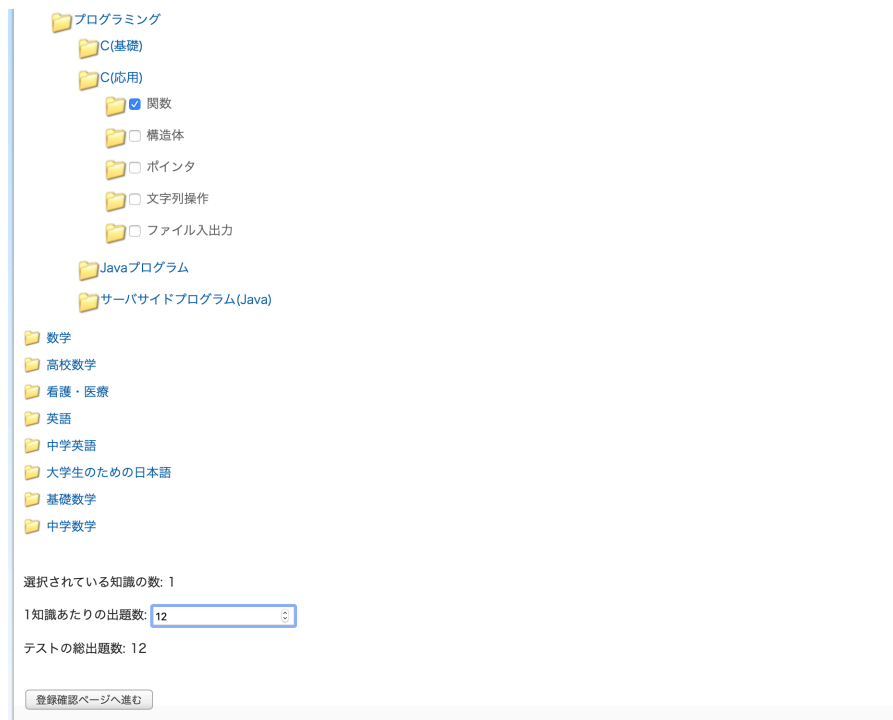 プログラミング
C(基礎)
C(応用)
関数
構造体
ポインタ
文字列操作
ファイル入出力
Javaプログラム
サーバサイドプログラム(Java)
数学
高校数学
看護・医療
英語
中学英語
大学生のための日本語
基礎数学
中学数学
選択されている知識の数: 1
1知識あたりの出題数: 12
テストの総出題数: 12
登録確認ページへ進む